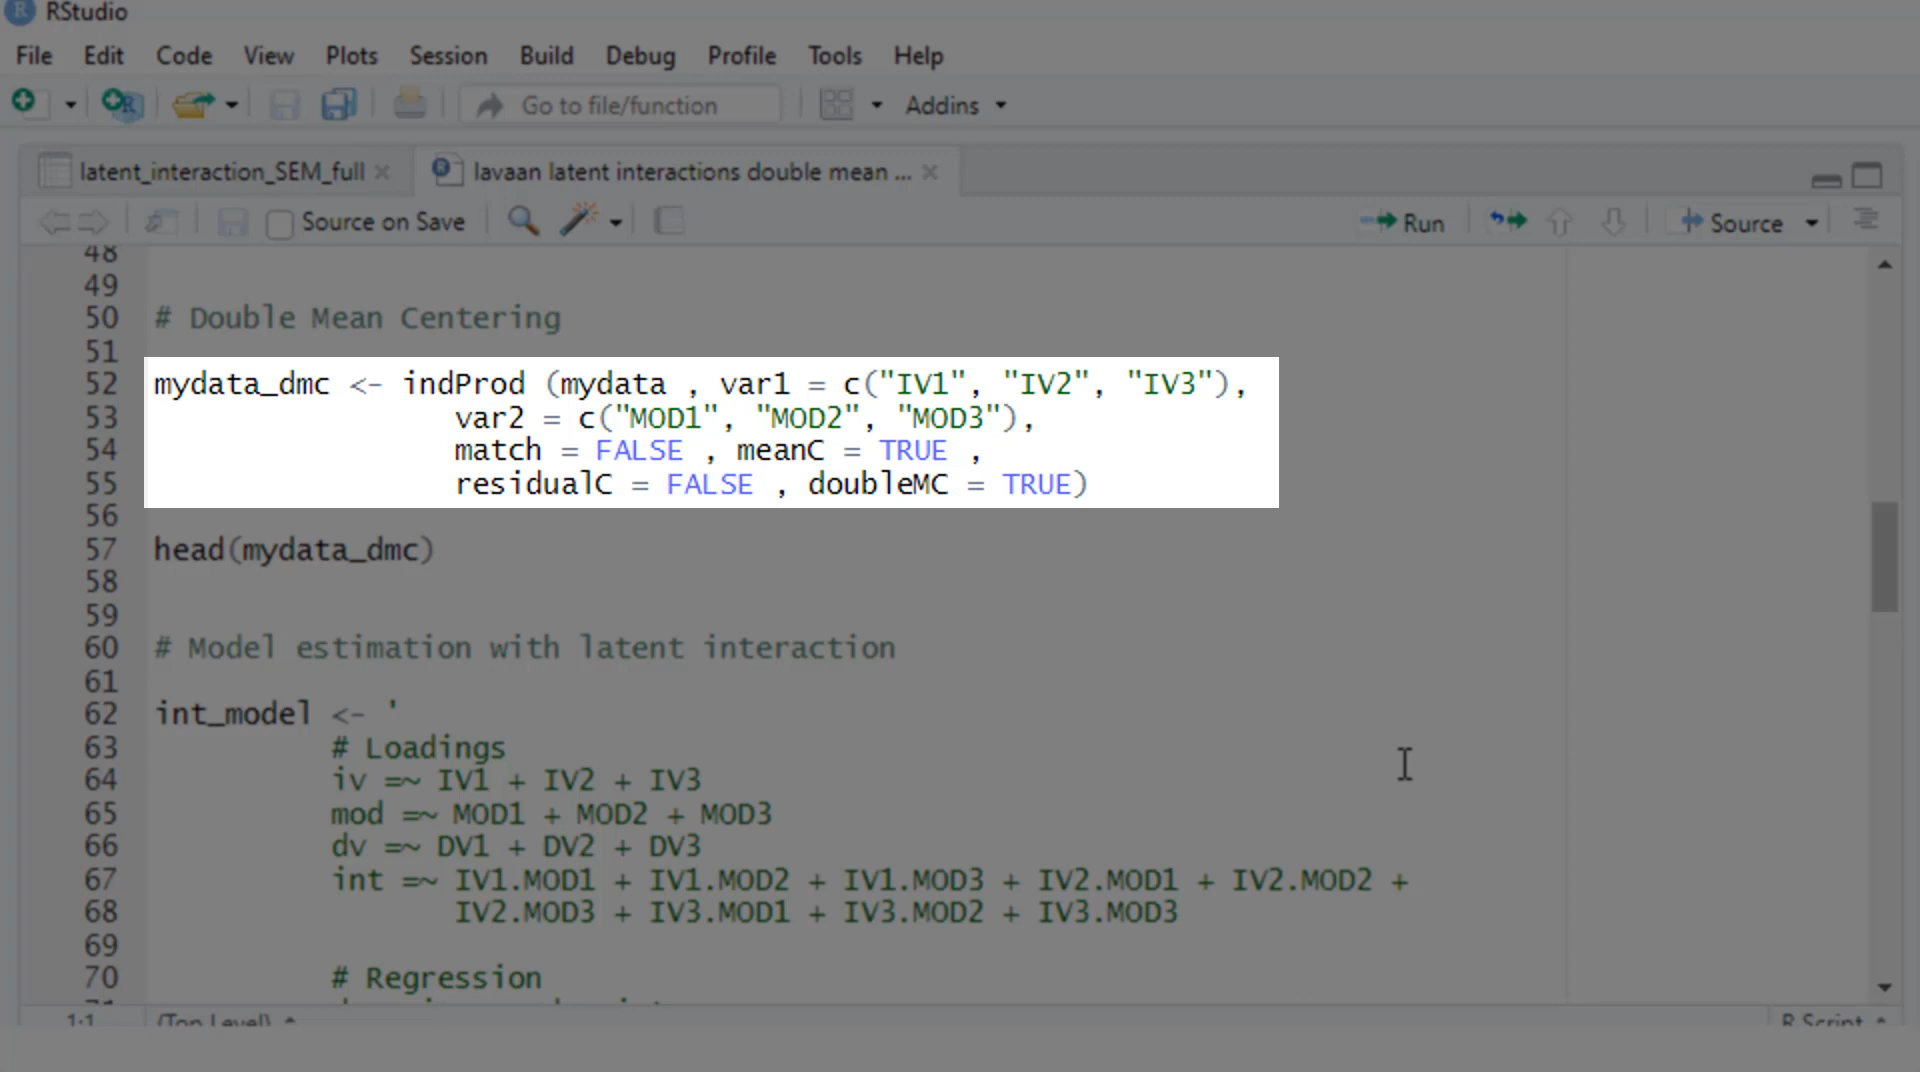 RStudio
File Edit Code View Plots Session Build Debug Profile Tools Help
Go to file/function Addins
latent_interaction_SEM_full lavaan latent interactions double mean ...
Source on Save Run Source
48
49
50 # Double Mean Centering
51
52 mydata_dmc <- indProd (mydata , var1 = c("IV1", "IV2", "IV3"),
53 var2 = c("MOD1", "MOD2", "MOD3"),
54 match = FALSE , meanC = TRUE ,
55 residualC = FALSE , doubleMC = TRUE)
56
57 head(mydata_dmc)
58
59
60 # Model estimation with latent interaction
61
62 int_model <- '
63 # Loadings
64 iv =~ IV1 + IV2 + IV3
65 mod =~ MOD1 + MOD2 + MOD3
66 dv =~ DV1 + DV2 + DV3
67 int =~ IV1.MOD1 + IV1.MOD2 + IV1.MOD3 + IV2.MOD1 + IV2.MOD2 +
68 IV2.MOD3 + IV3.MOD1 + IV3.MOD2 + IV3.MOD3
69
70 # Regression
1:1 (Top Level) R Script